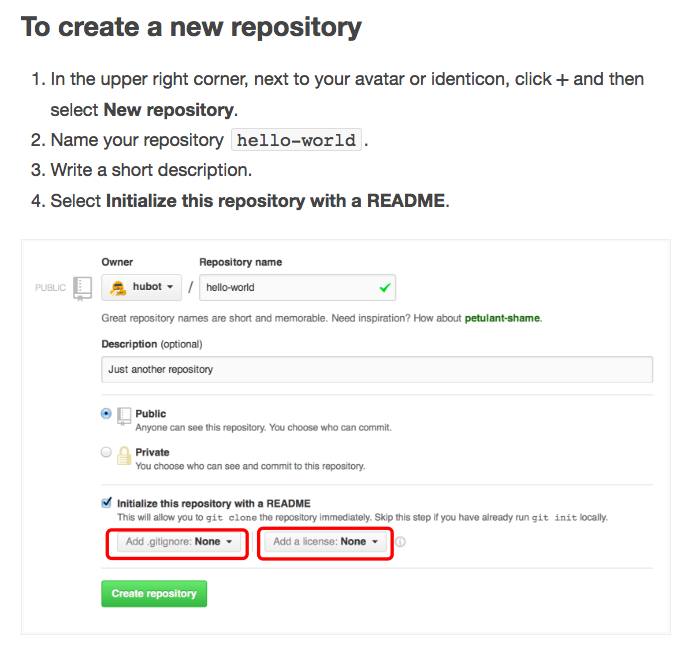 To create a new repository
1. In the upper right corner, next to your avatar or identicon, click + and then
select New repository.
2. Name your repository hello-world .
3. Write a short description.
4. Select Initialize this repository with a README.
Owner Repository name
PUBLIC hubot / hello-world
Great repository names are short and memorable. Need inspiration? How about petulant-shame.
Description (optional)
Just another repository
Public
Anyone can see this repository. You choose who can commit.
Private
You choose who can see and commit to this repository.
Initialize this repository with a README
This will allow you to git clone the repository immediately. Skip this step if you have already run git init locally.
Add .gitignore: None Add a license: None
Create repository